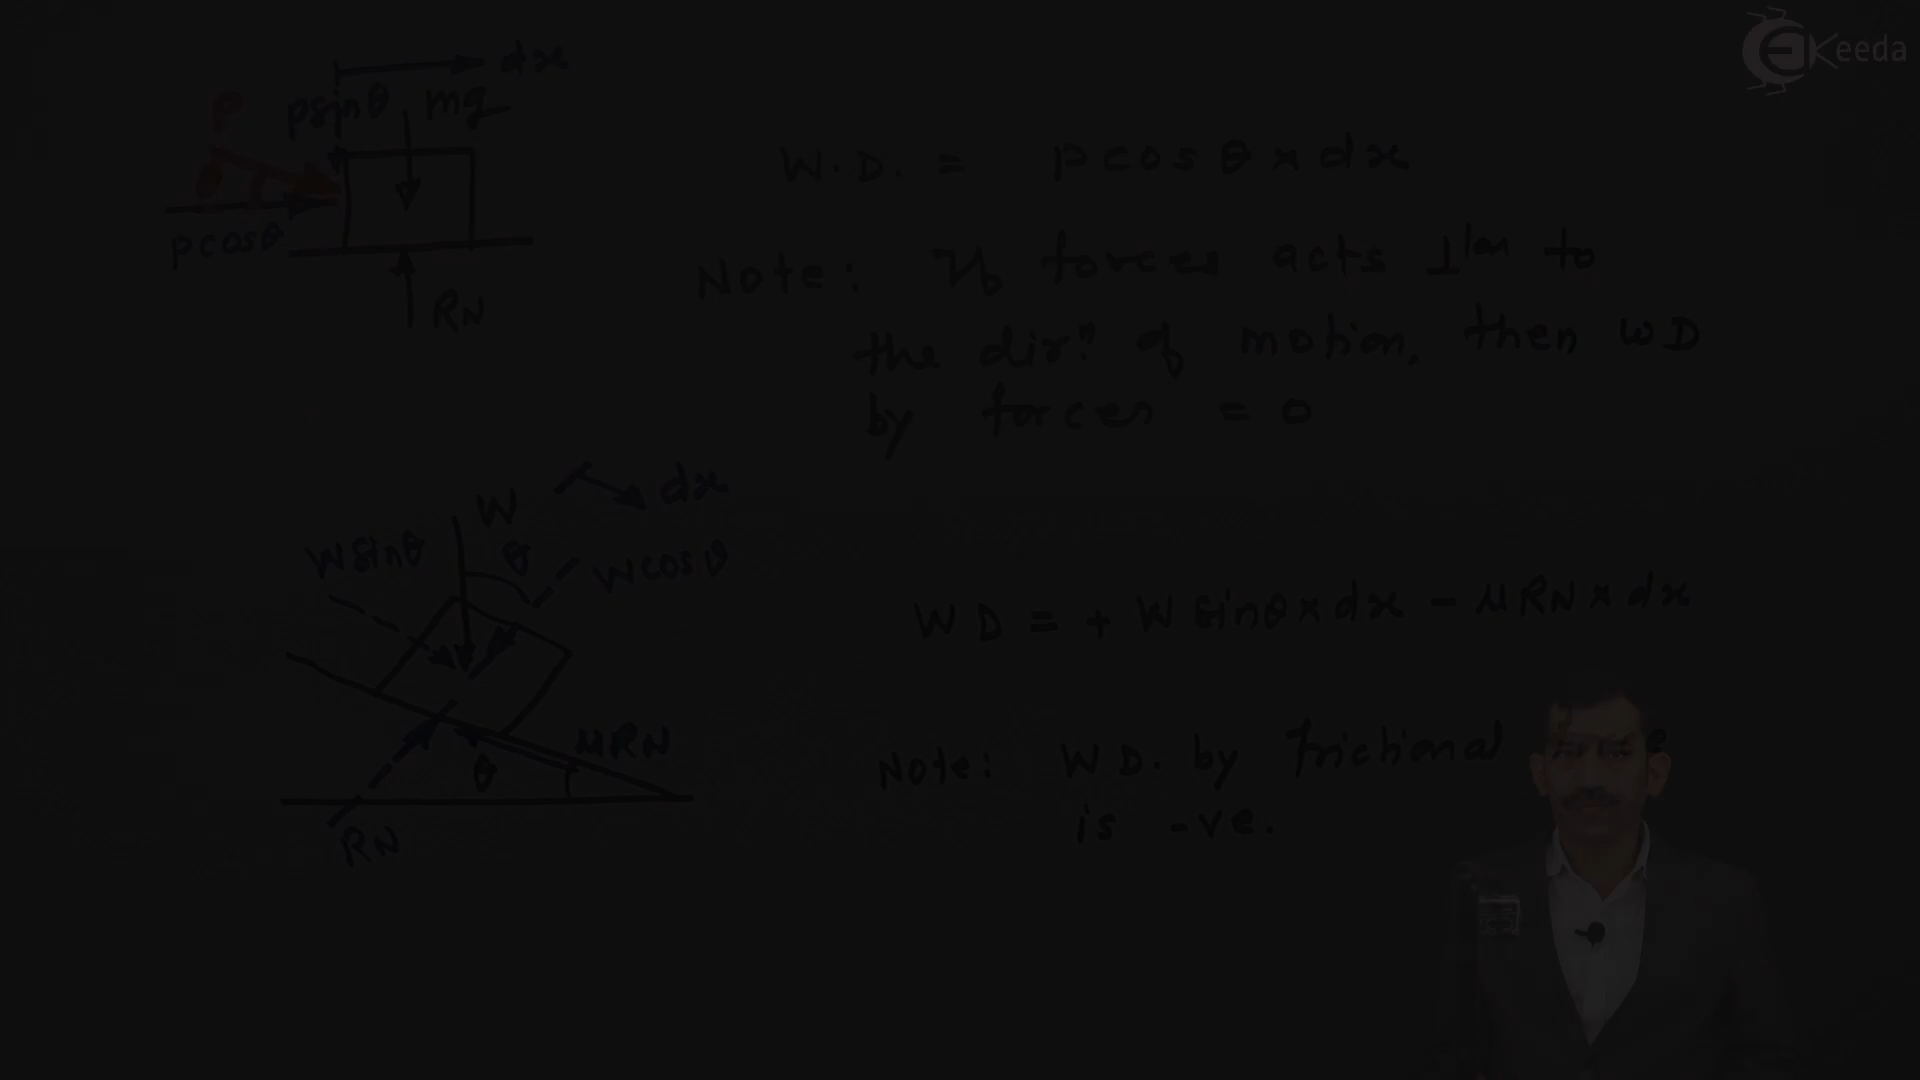 EKeeda
dx
P
psinθ
mg
θ
pcosθ
RN
W.D. = pcosθ × dx
Note: If forces acts ⊥lar to
the dirn of motion, then WD
by forces = 0
W
dx
Wsinθ
θ
Wcosθ
WD = + W sinθ × dx - μRN × dx
μRN
θ
RN
Note: W.D. by frictional
is -ve.